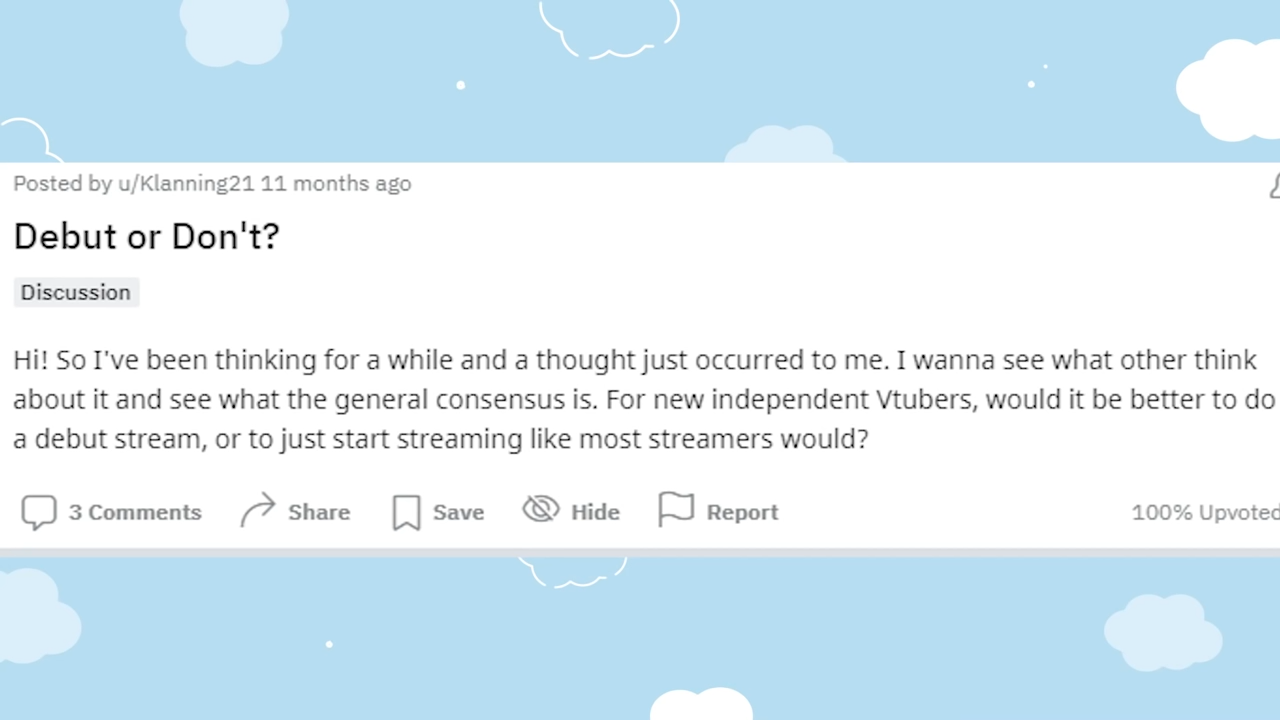 Posted by u/Klanning21 11 months ago
Debut or Don't?
Discussion
Hi! So I've been thinking for a while and a thought just occurred to me. I wanna see what other think
about it and see what the general consensus is. For new independent Vtubers, would it be better to do
a debut stream, or to just start streaming like most streamers would?
3 Comments Share Save Hide Report 100% Upvoted